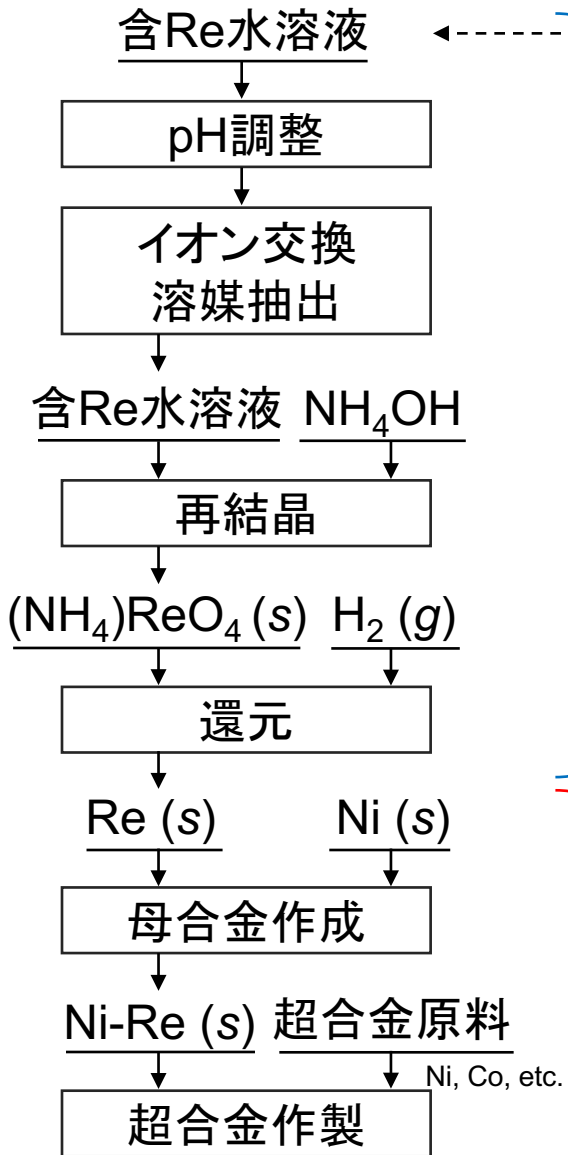 含Re水溶液
pH調整
イオン交換
溶媒抽出
含Re水溶液 NH₄OH
再結晶
(NH₄)ReO₄ (s) H₂ (g)
還元
Re (s) Ni (s)
母合金作成
Ni-Re (s) 超合金原料
Ni, Co, etc.
超合金作製